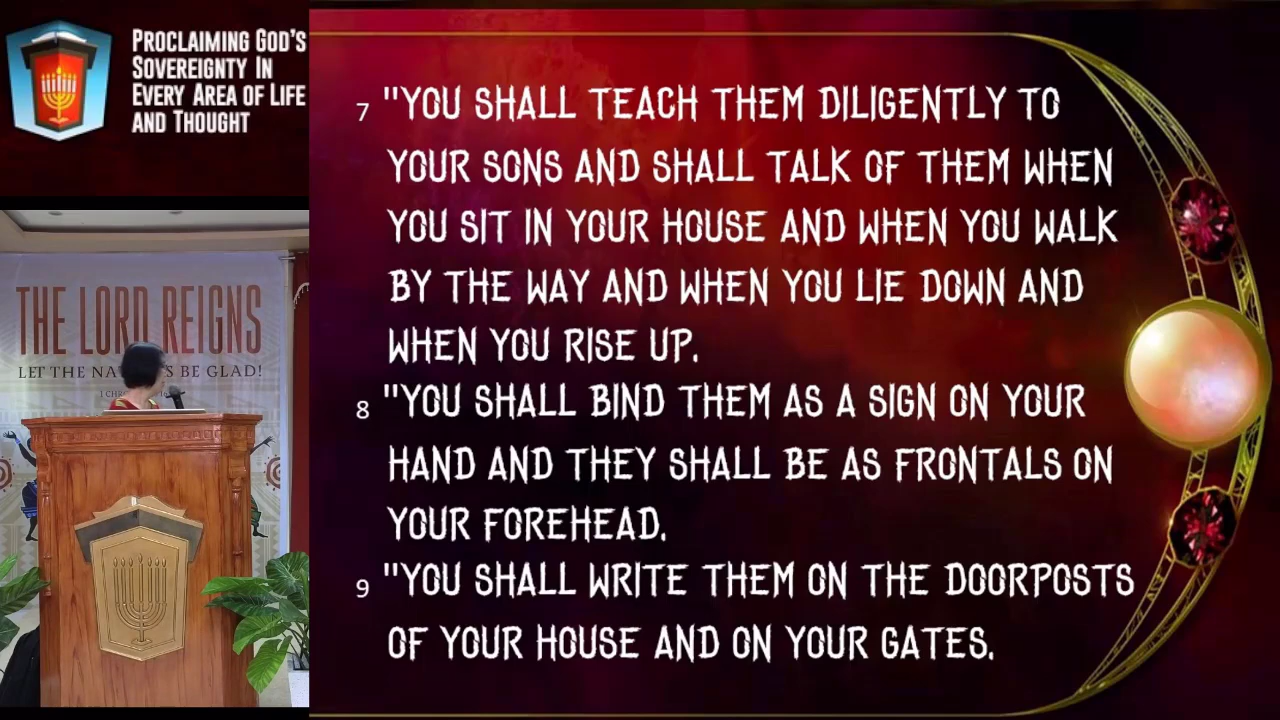 PROCLAIMING GOD'S
SOVEREIGNTY IN
EVERY AREA OF LIFE
AND THOUGHT
THE LORD REIGNS
LET THE BE GLAD!
7 "YOU SHALL TEACH THEM DILIGENTLY TO
YOUR SONS AND SHALL TALK OF THEM WHEN
YOU SIT IN YOUR HOUSE AND WHEN YOU WALK
BY THE WAY AND WHEN YOU LIE DOWN AND
WHEN YOU RISE UP.
8 "YOU SHALL BIND THEM AS A SIGN ON YOUR
HAND AND THEY SHALL BE AS FRONTALS ON
YOUR FOREHEAD.
9 "YOU SHALL WRITE THEM ON THE DOORPOSTS
OF YOUR HOUSE AND ON YOUR GATES.